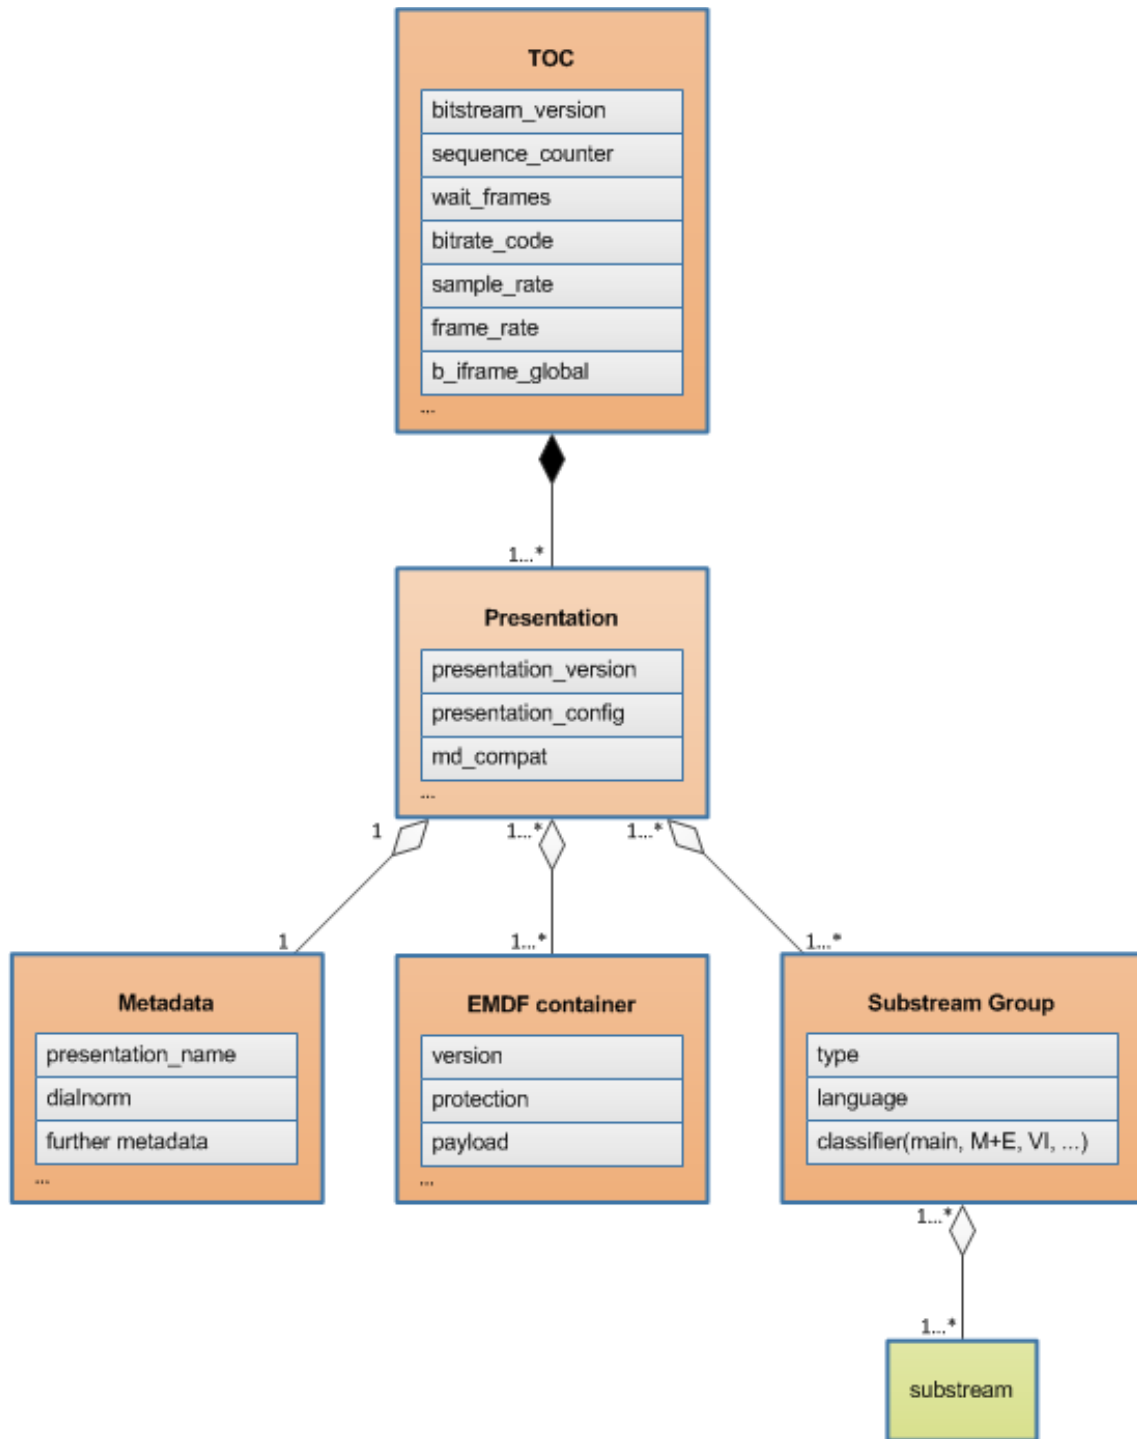 TOC
bitstream_version
sequence_counter
wait_frames
bitrate_code
sample_rate
frame_rate
b_iframe_global
...
1...*
Presentation
presentation_version
presentation_config
md_compat
...
1 1...* 1...*
1 1...* 1...*
Metadata
presentation_name
dialnorm
further metadata
...
EMDF container
version
protection
payload
...
Substream Group
type
language
classifier(main, M+E, VI, ...)
1...*
1...*
substream